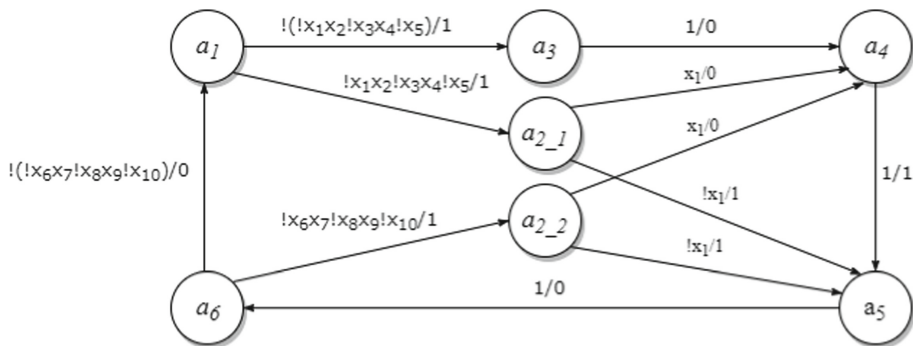 !(!x₁x₂!x₃x₄!x₅)/1
1/0
a₁
a₃
a₄
!x₁x₂!x₃x₄!x₅/1
x₁/0
a₂_₁
x₁/0
!(!x₆x₇!x₈x₉!x₁₀)/0
1/1
!x₁/1
!x₆x₇!x₈x₉!x₁₀/1
a₂_₂
!x₁/1
1/0
a₆
a₅